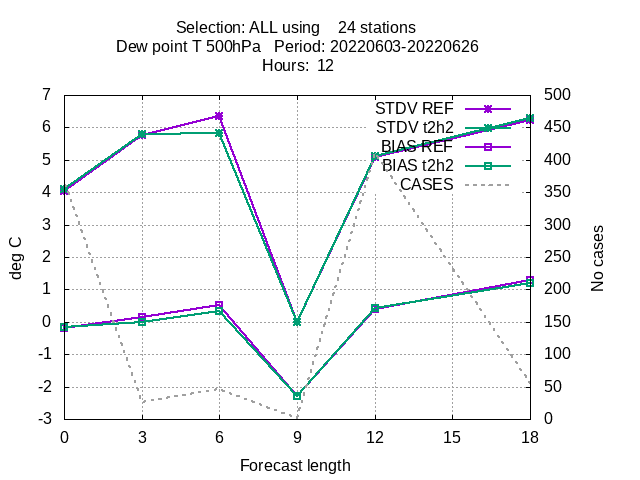 Selection: ALL using    24 stations
Dew point T 500hPa   Period: 20220603-20220626
Hours: 12
7 500
6 450
5 400
4 350
3 300
2 250
1 200
0 150
-1 100
-2 50
-3 0
STDV REF
STDV t2h2
BIAS REF
BIAS t2h2
CASES
deg C
No cases
0 3 6 9 12 15 18
Forecast length